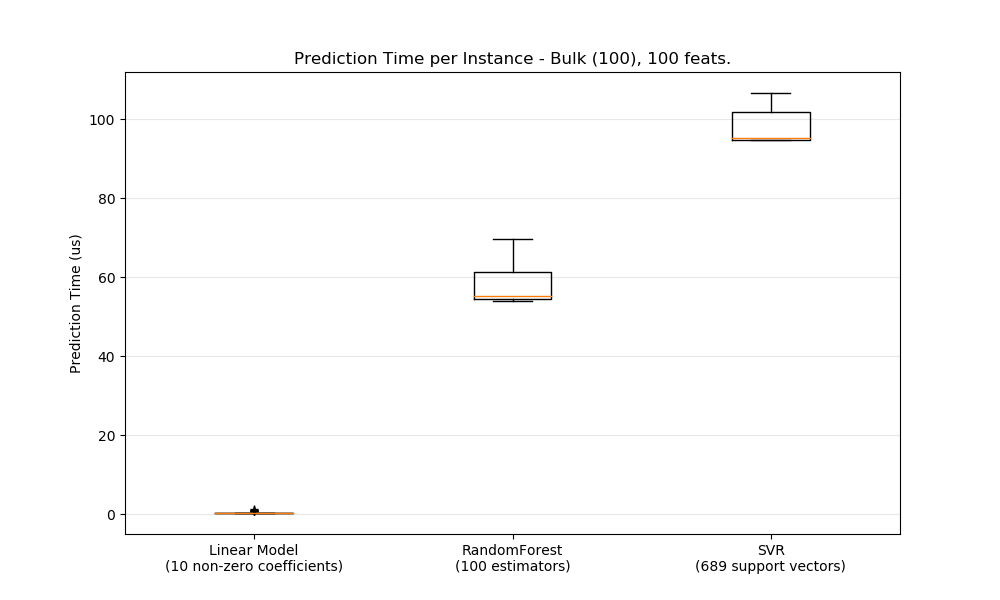 Prediction Time per Instance - Bulk (100), 100 feats.
Prediction Time (us)
100
80
60
40
20
0
Linear Model
(10 non-zero coefficients)
RandomForest
(100 estimators)
SVR
(689 support vectors)